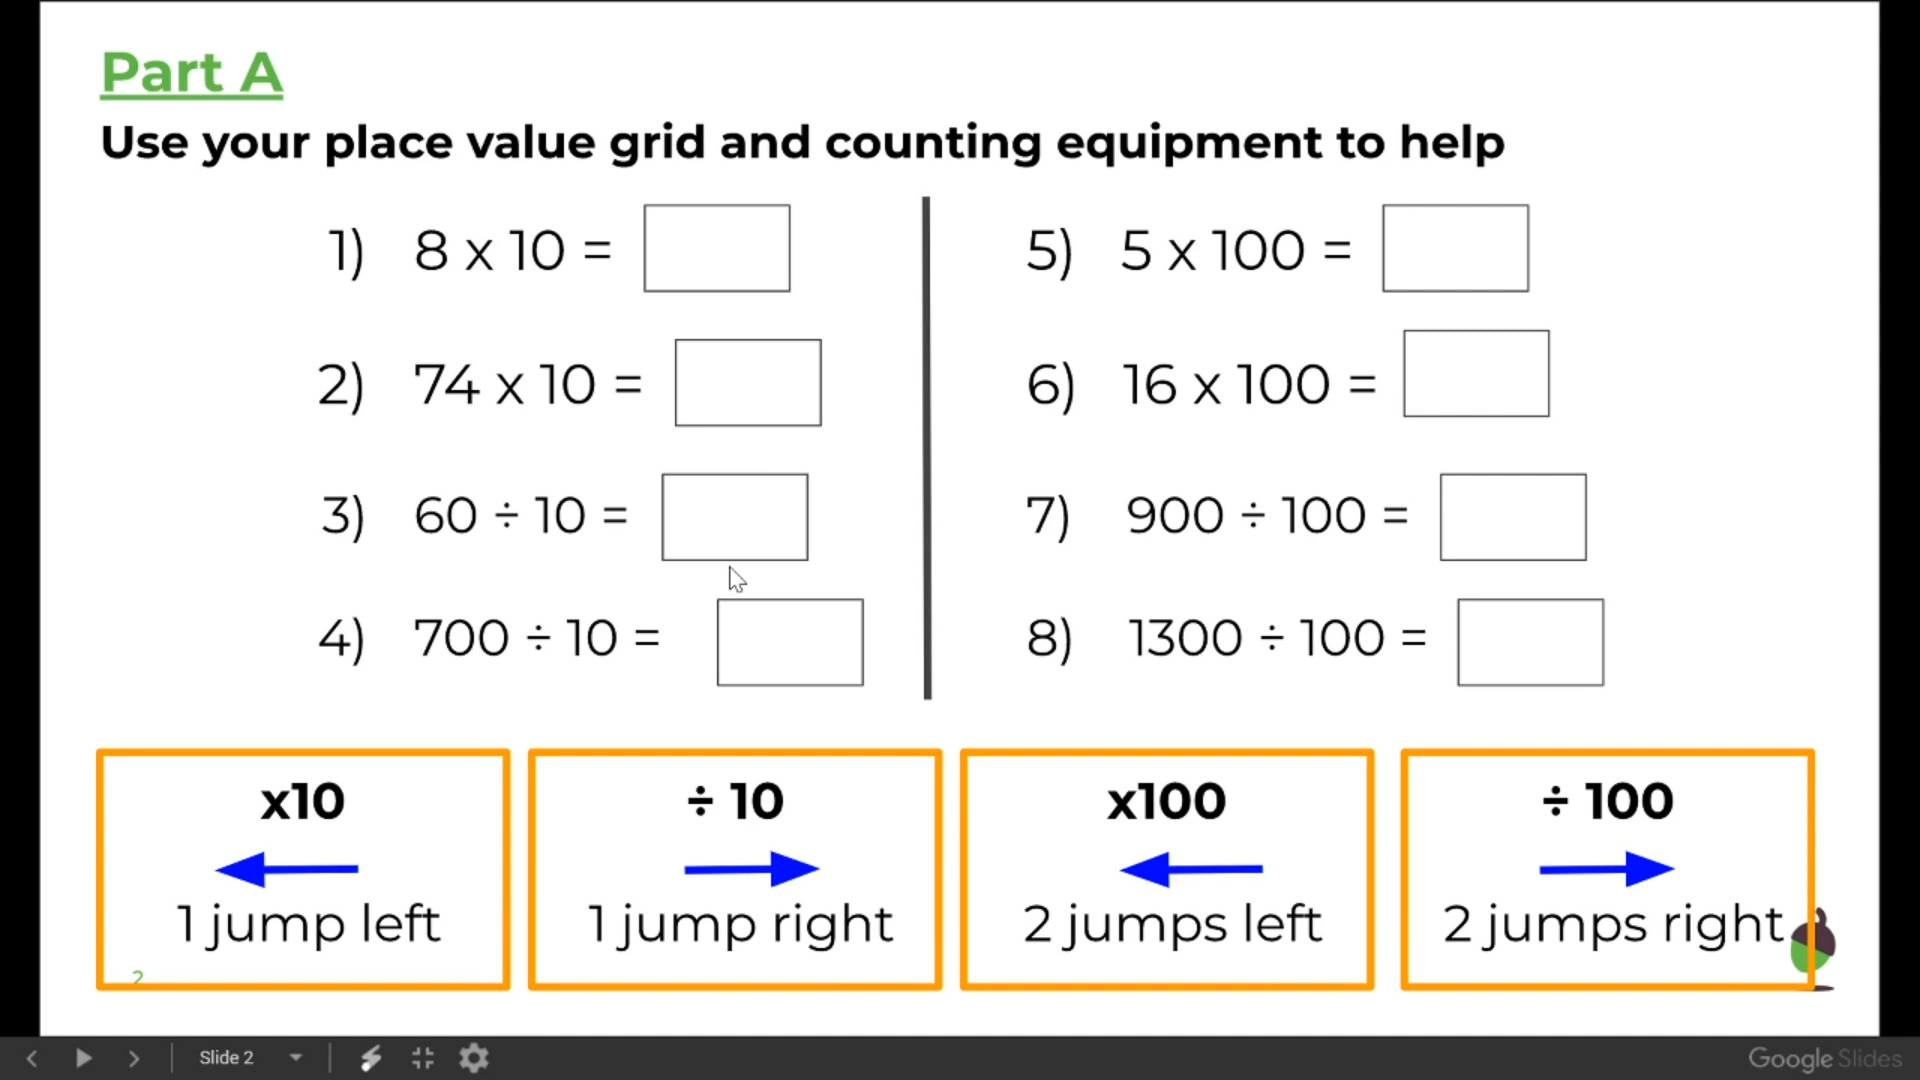 Part A
Use your place value grid and counting equipment to help
1) 8 x 10 =
2) 74 x 10 =
3) 60 ÷ 10 =
4) 700 ÷ 10 =
5) 5 x 100 =
6) 16 x 100 =
7) 900 ÷ 100 =
8) 1300 ÷ 100 =
x10
1 jump left
÷ 10
1 jump right
x100
2 jumps left
÷ 100
2 jumps right
2
Slide 2
Google Slides